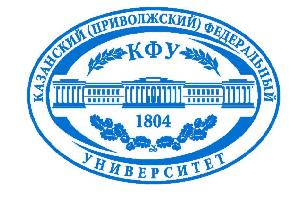 КАЗАНСКИЙ (ПРИВОЛЖСКИЙ) ФЕДЕРАЛЬНЫЙ
КФУ
1804
УНИВЕРСИТЕТ